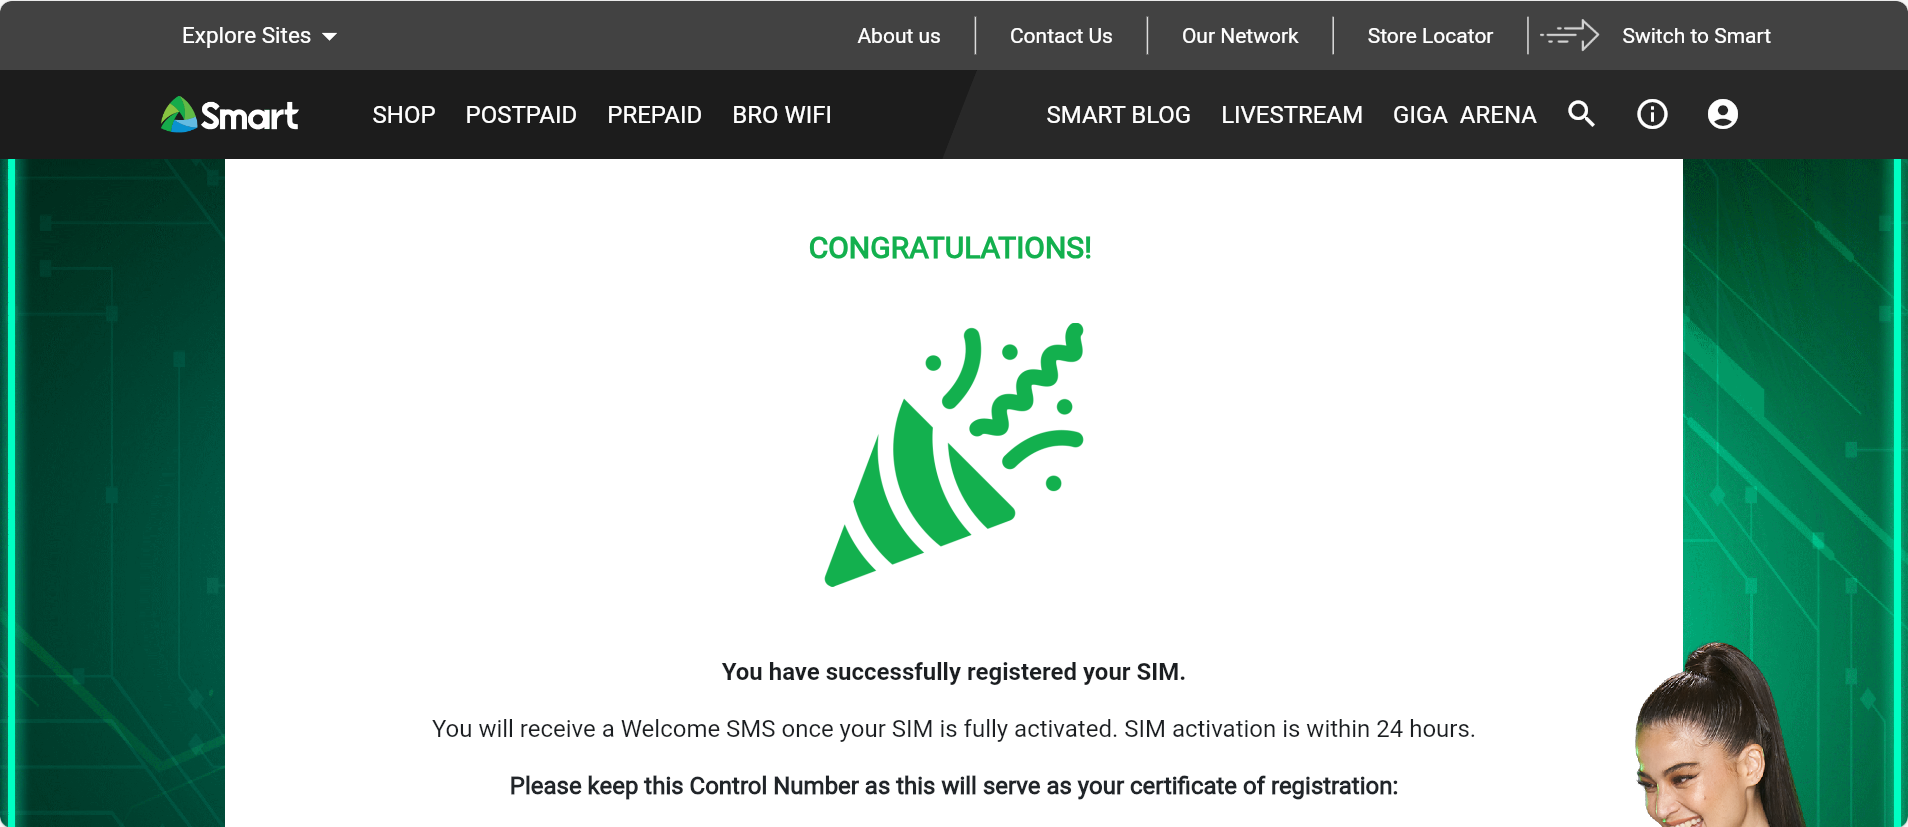 Explore Sites
About us
Contact Us
Our Network
Store Locator
Switch to Smart
Smart
SHOP
POSTPAID
PREPAID
BRO WIFI
SMART BLOG
LIVESTREAM
GIGA ARENA
CONGRATULATIONS!
You have successfully registered your SIM.
You will receive a Welcome SMS once your SIM is fully activated. SIM activation is within 24 hours.
Please keep this Control Number as this will serve as your certificate of registration: